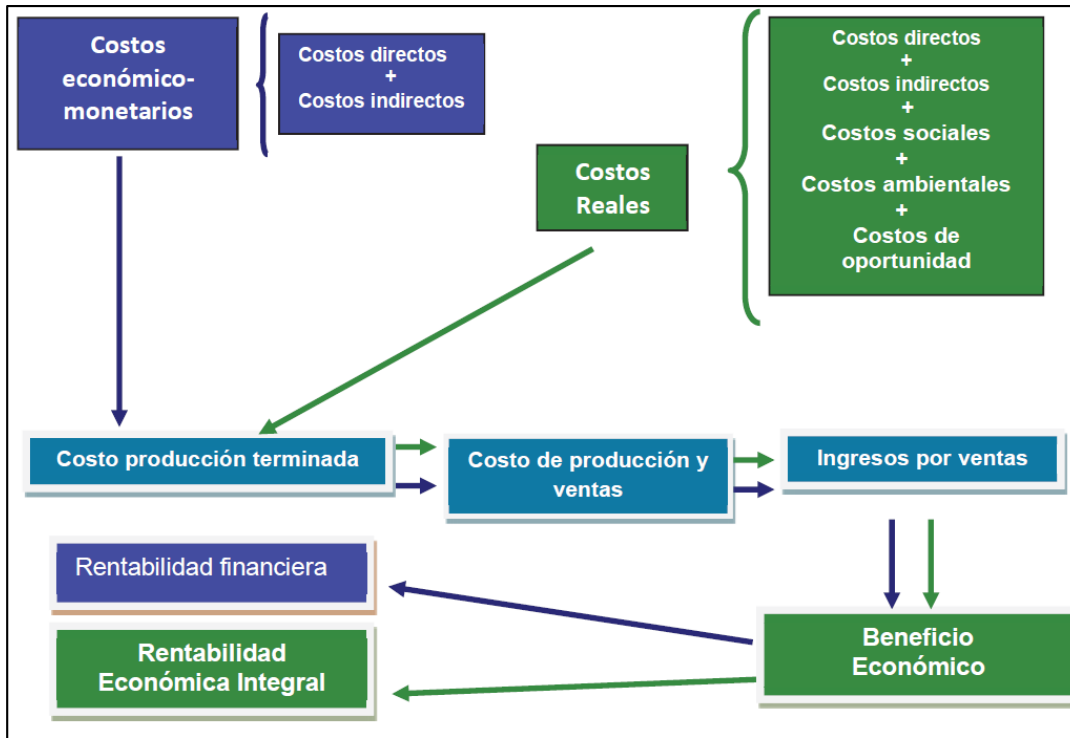 Costos
económico-
monetarios
Costos directos
+
Costos indirectos
Costos directos
+
Costos indirectos
+
Costos sociales
+
Costos ambientales
+
Costos de
oportunidad
Costos
Reales
Costo producción terminada
Costo de producción y
ventas
Ingresos por ventas
Rentabilidad financiera
Rentabilidad
Económica Integral
Beneficio
Económico